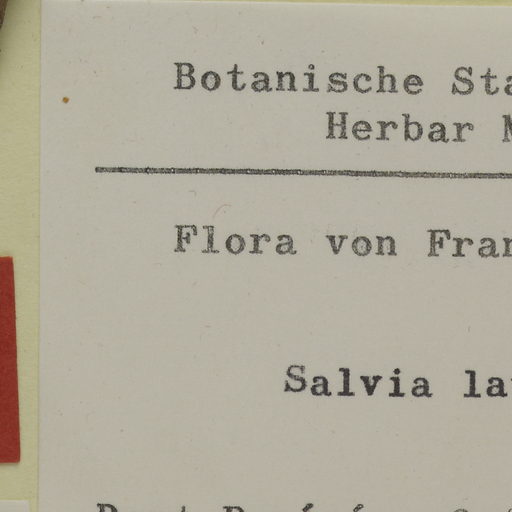 Botanische Sta
Herbar M
Flora von Fran
Salvia la